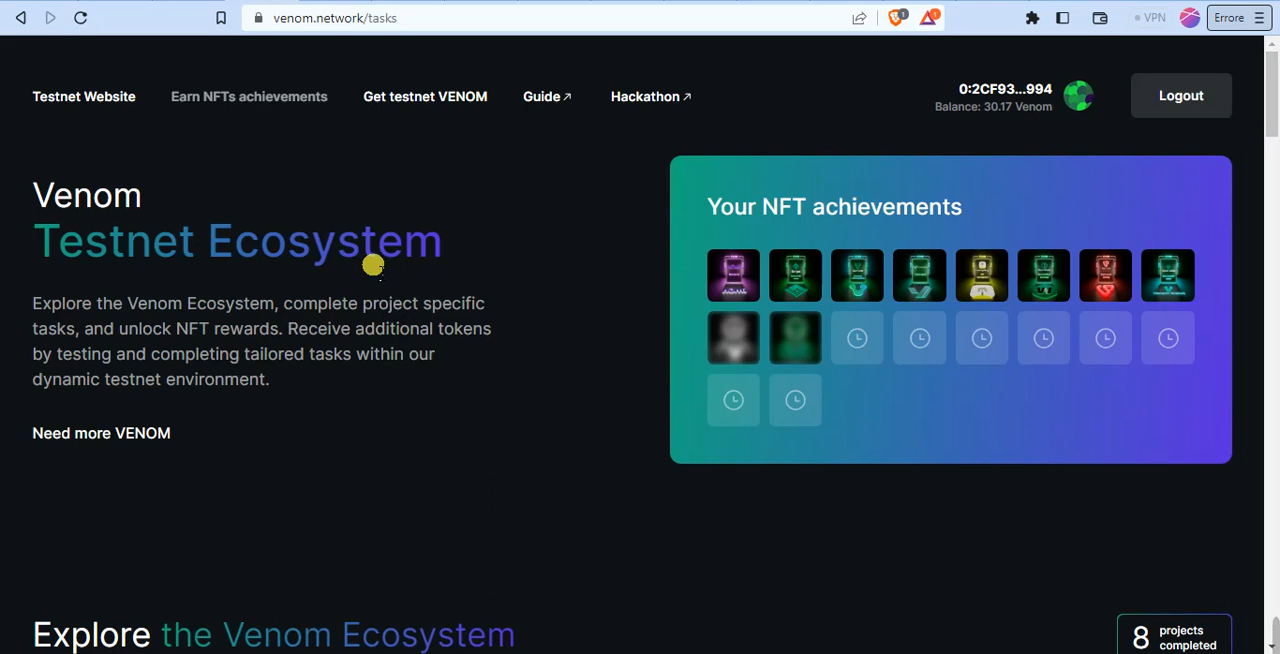 venom.network/tasks
1
1
VPN
Errore
Testnet Website
Earn NFTs achievements
Get testnet VENOM
Guide↗
Hackathon↗
0:2CF93...994
Balance: 30.17 Venom
Logout
Venom
Testnet Ecosystem
Explore the Venom Ecosystem, complete project specific
tasks, and unlock NFT rewards. Receive additional tokens
by testing and completing tailored tasks within our
dynamic testnet environment.
Need more VENOM
Your NFT achievements
Explore the Venom Ecosystem
8
projects
completed